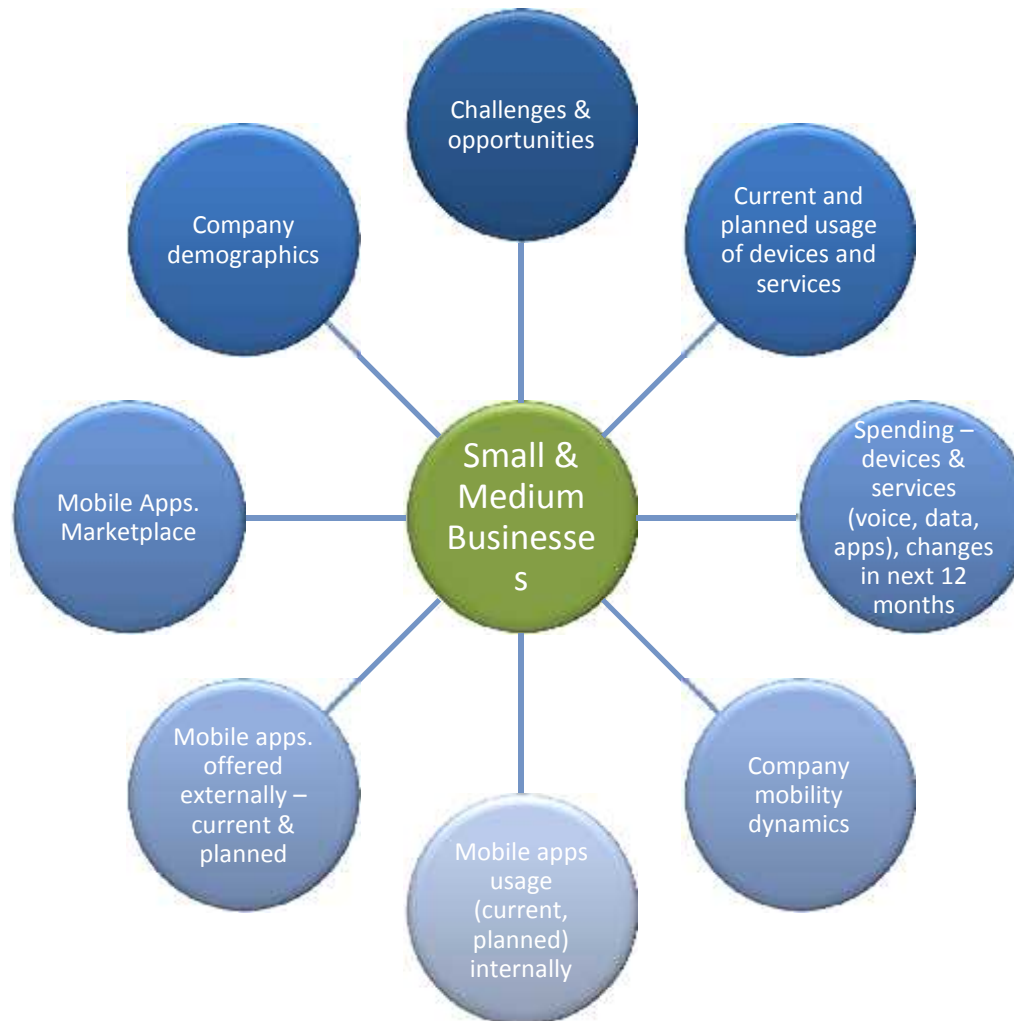 Challenges &
opportunities
Current and
planned usage
of devices and
services
Spending –
devices &
services
(voice, data,
apps), changes
in next 12
months
Company
mobility
dynamics
Mobile apps
usage
(current,
planned)
internally
Mobile apps.
offered
externally –
current &
planned
Mobile Apps.
Marketplace
Company
demographics
Small &
Medium
Businesse
s